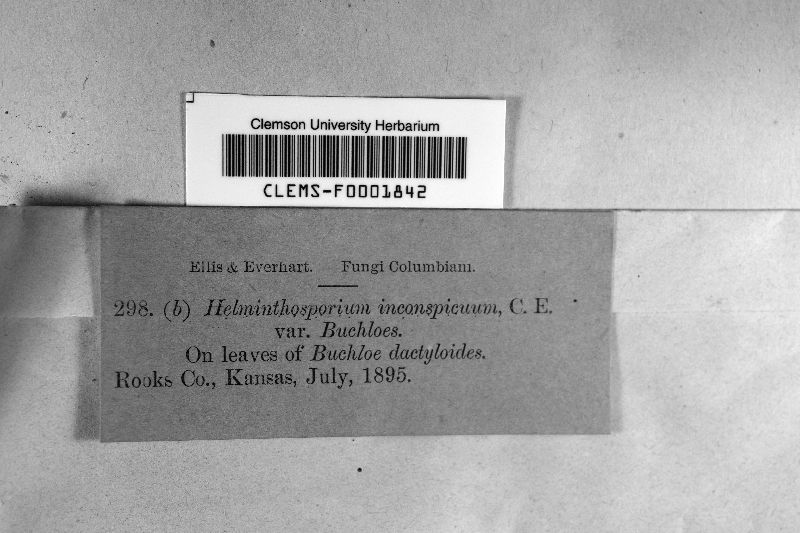 Clemson University Herbarium
CLEMS-F0001842
Ellis & Everhart. Fungi Columbiani.
298. (b) Helminthosporium inconspicuum, C. E.
var. Buchloes.
On leaves of Buchloe dactyloides.
Rooks Co., Kansas, July, 1895.